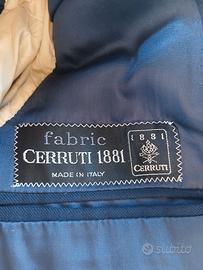 fabric
CERRUTI 1881
MADE IN ITALY
1881
CERRUTI
subito